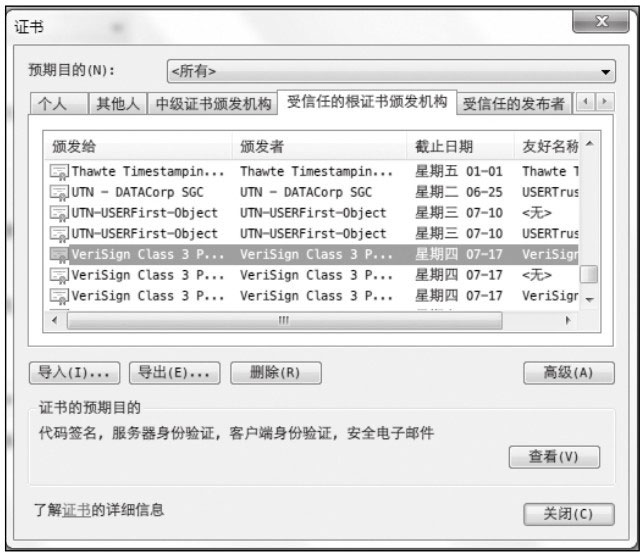 证书
预期目的(N):
<所有>
个人 其他人 中级证书颁发机构 受信任的根证书颁发机构 受信任的发布者
颁发给 颁发者 截止日期 友好名称
Thawte Timestampin... Thawte Timestampin... 星期五 01-01 Thawte T
UTN - DATACorp SGC UTN - DATACorp SGC 星期二 06-25 USERTrus
UTN-USERFirst-Object UTN-USERFirst-Object 星期三 07-10 <无>
UTN-USERFirst-Object UTN-USERFirst-Object 星期三 07-10 USERTrus
VeriSign Class 3 P... VeriSign Class 3 P... 星期四 07-17 VeriSign
VeriSign Class 3 P... VeriSign Class 3 P... 星期四 07-17 <无>
VeriSign Class 3 P... VeriSign Class 3 P... 星期四 07-17 VeriSign
导入(I)... 导出(E)... 删除(R) 高级(A)
证书的预期目的
代码签名, 服务器身份验证, 客户端身份验证, 安全电子邮件
查看(V)
了解证书的详细信息
关闭(C)